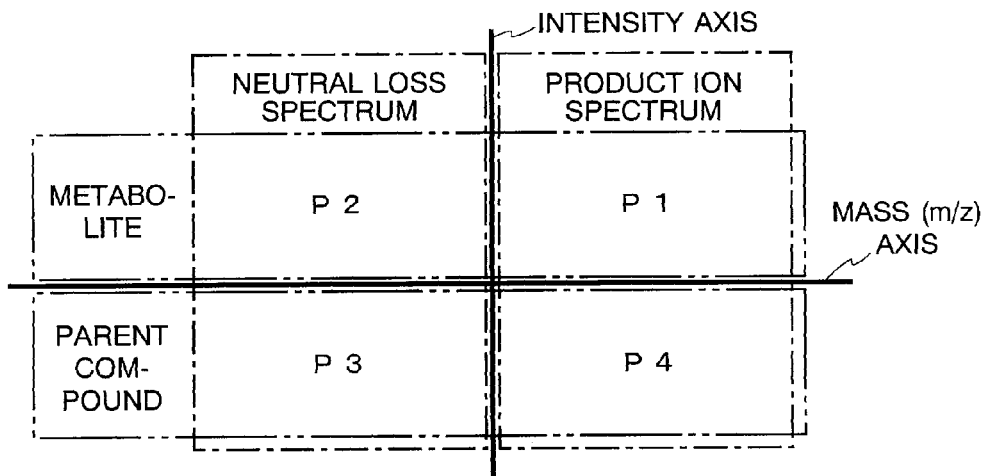 INTENSITY AXIS
NEUTRAL LOSS
SPECTRUM
PRODUCT ION
SPECTRUM
METABO-
LITE
P 2
P 1
MASS (m/z)
AXIS
PARENT
COM-
POUND
P 3
P 4